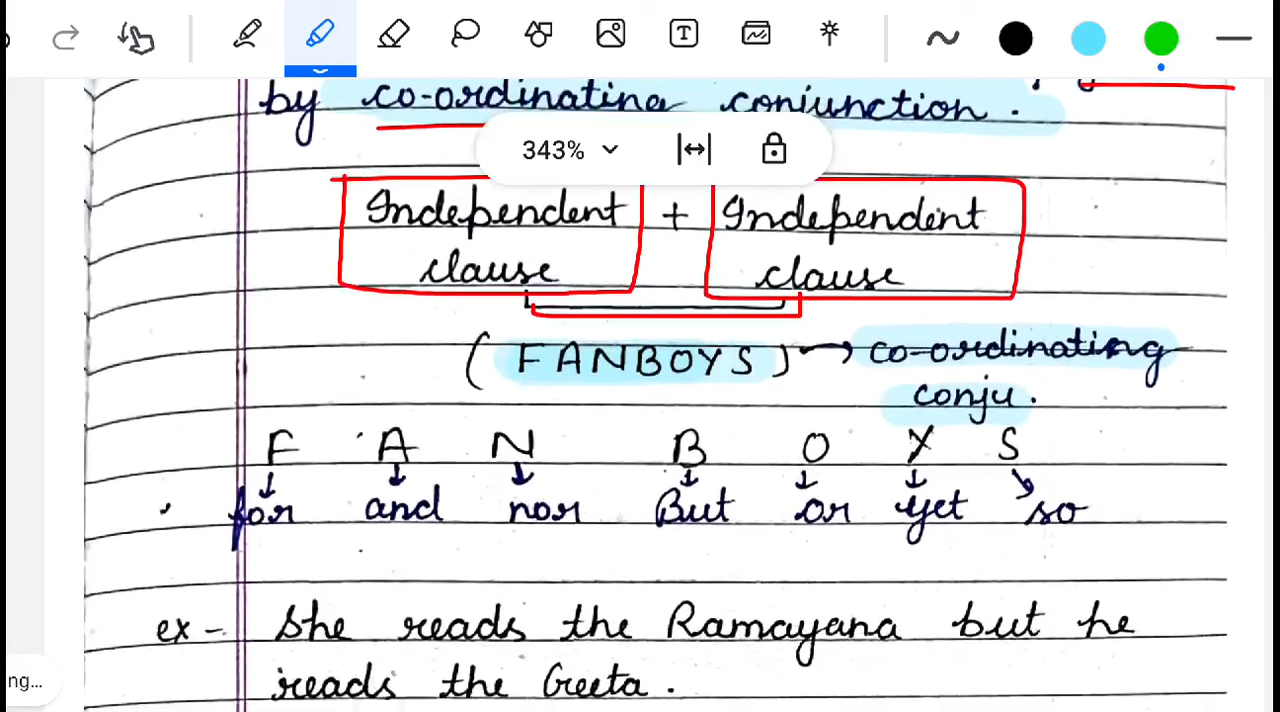 by co-ordinating conjunction.
343%
Independent + Independent
clause clause
(FANBOYS) → co-ordinating
conju.
F A N B O Y S
↓ ↓ ↓ ↓ ↓ ↓ ↘
for and nor But or yet so
ex - She reads the Ramayana but he
reads the Geeta.
ng...